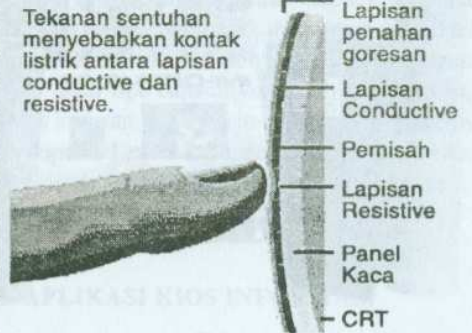 Tekanan sentuhan
menyebabkan kontak
listrik antara lapisan
conductive dan
resistive.
Lapisan
penahan
goresan
Lapisan
Conductive
Pemisah
Lapisan
Resistive
Panel
Kaca
CRT